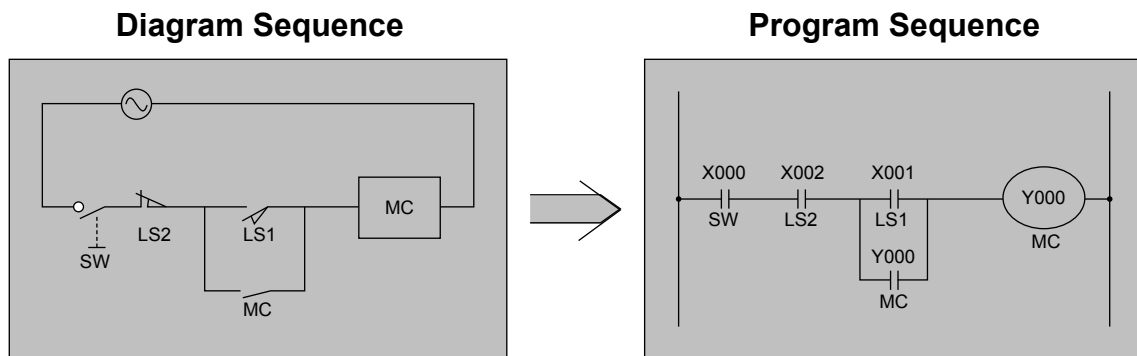 Diagram Sequence
Program Sequence
MC
LS2
LS1
SW
MC
X000
X002
X001
Y000
SW
LS2
LS1
MC
Y000
MC